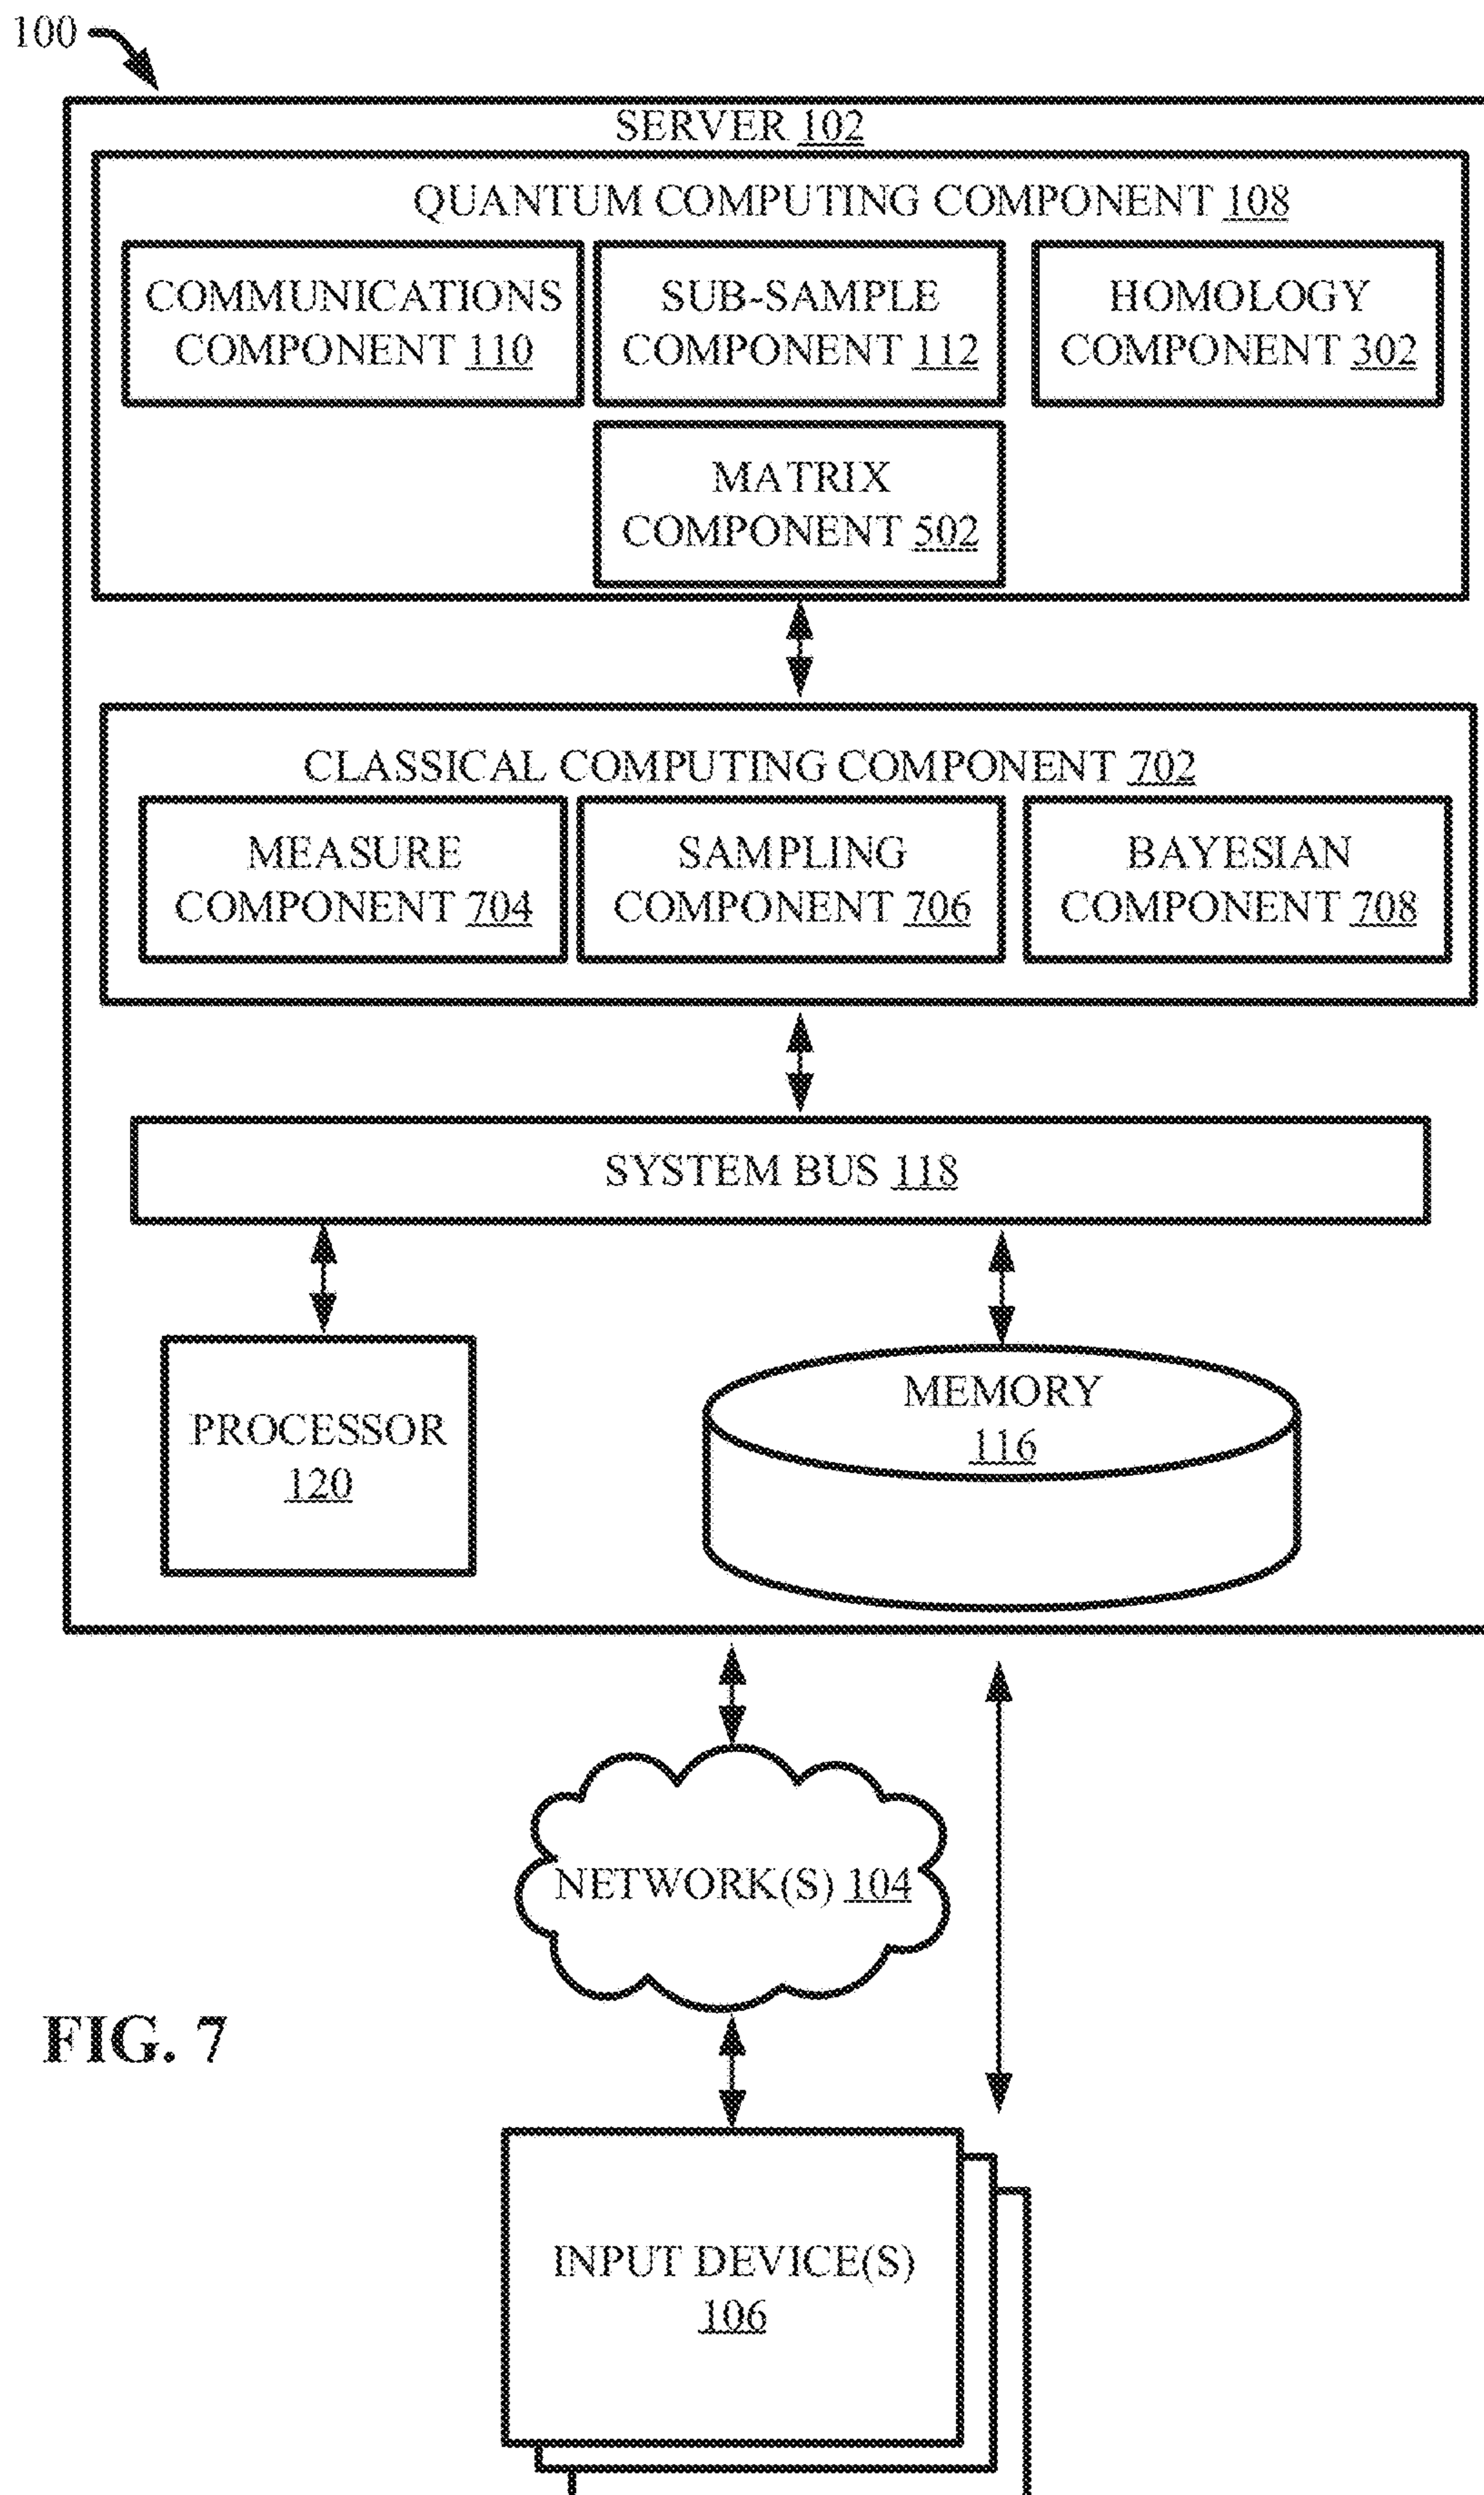 100
SERVER 102
QUANTUM COMPUTING COMPONENT 108
COMMUNICATIONS
COMPONENT 110
SUB-SAMPLE
COMPONENT 112
HOMOLOGY
COMPONENT 302
MATRIX
COMPONENT 502
CLASSICAL COMPUTING COMPONENT 702
MEASURE
COMPONENT 704
SAMPLING
COMPONENT 706
BAYESIAN
COMPONENT 708
SYSTEM BUS 118
PROCESSOR
120
MEMORY
116
NETWORK(S) 104
FIG. 7
INPUT DEVICE(S)
106